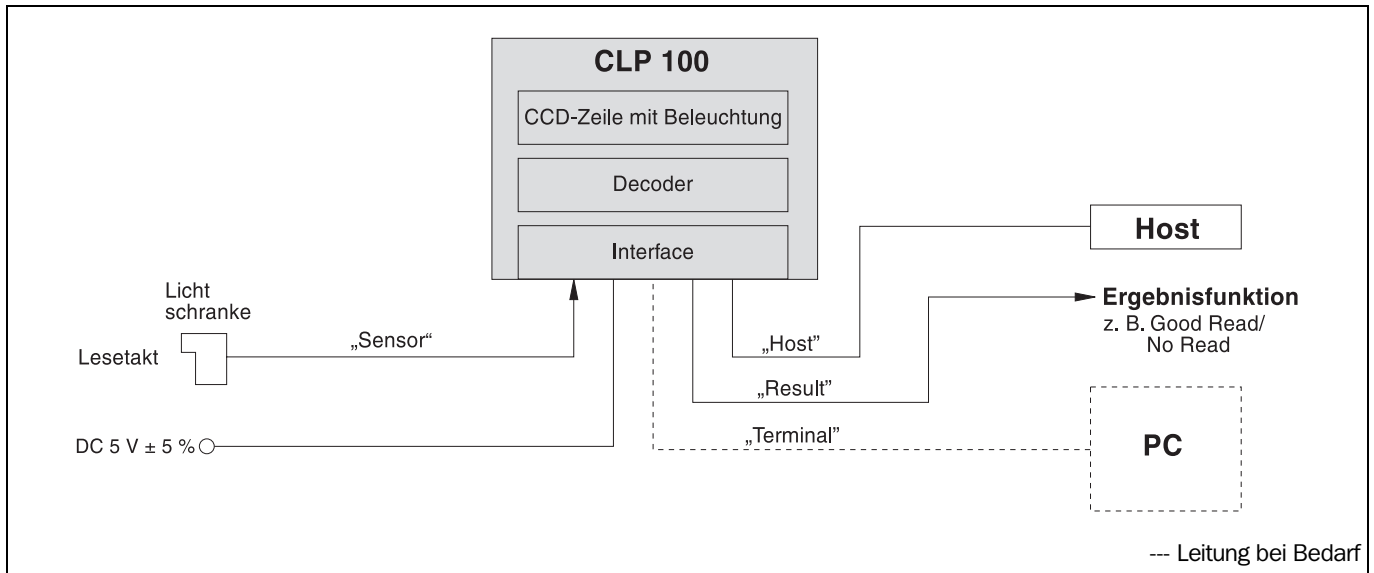 CLP 100
CCD-Zeile mit Beleuchtung
Decoder
Interface
Host
Licht
schranke
Ergebnisfunktion
z. B. Good Read/
No Read
„Sensor“
„Host”
Lesetakt
„Result”
„Terminal”
DC 5 V ± 5 %
PC
--- Leitung bei Bedarf